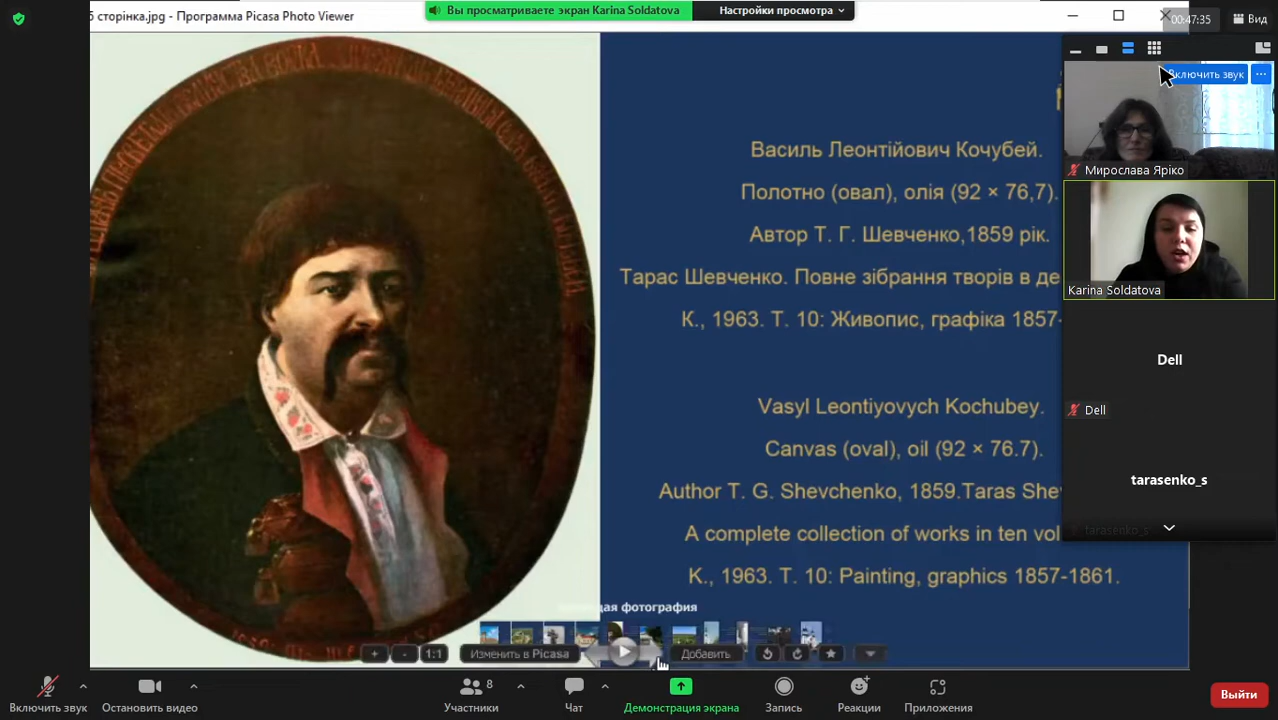 5 сторінка.jpg - Программа Picasa Photo Viewer
Вы просматриваете экран Karina Soldatova
Настройки просмотра
00:47:35
Вид
Включить звук
Мирослава Яріко
Karina Soldatova
Dell
Dell
tarasenko_s
tarasenko_s
Василь Леонтійович Кочубей.
Полотно (овал), олія (92 × 76,7).
Автор Т. Г. Шевченко,1859 рік.
Тарас Шевченко. Повне зібрання творів в де
К., 1963. Т. 10: Живопис, графіка 1857-
Vasyl Leontiyovych Kochubey.
Canvas (oval), oil (92 × 76.7).
Author T. G. Shevchenko, 1859.Taras She
A complete collection of works in ten vol
K., 1963. T. 10: Painting, graphics 1857-1861.
фотография
+ - 1:1
Изменить в Picasa
Добавить
Включить звук
Остановить видео
Участники
8
Чат
Демонстрация экрана
Запись
Реакции
Приложения
Выйти